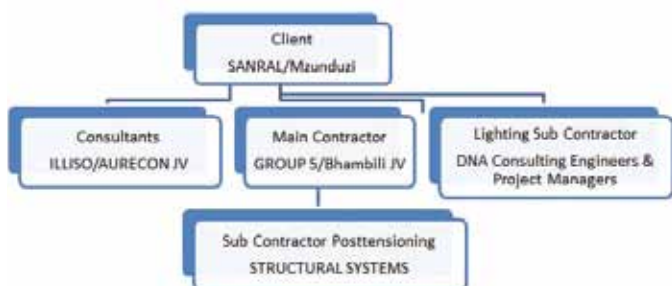 Client
SANRAL/Mzunduzi
Consultants
ILLISO/AURECON JV
Main Contractor
GROUP 5/Bhambili JV
Lighting Sub Contractor
DNA Consulting Engineers &
Project Managers
Sub Contractor Posttensioning
STRUCTURAL SYSTEMS